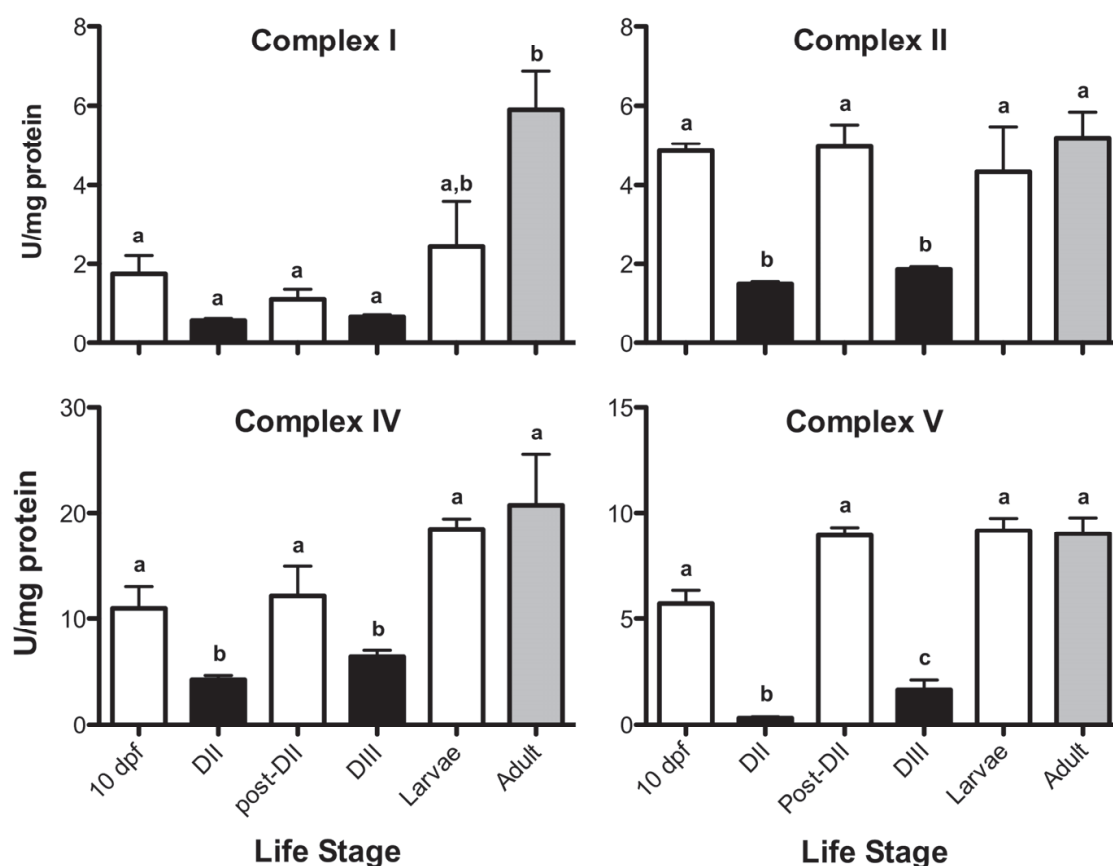 Complex I
U/mg protein
8
6
4
2
0
a
a
a
a
a,b
b
Complex II
8
6
4
2
0
a
b
a
b
a
a
Complex IV
U/mg protein
30
20
10
0
a
b
a
b
a
a
10 dpf
DII
post-DII
DIII
Larvae
Adult
Life Stage
Complex V
15
10
5
0
a
b
a
c
a
a
10 dpf
DII
Post-DII
DIII
Larvae
Adult
Life Stage